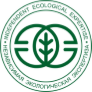 INDEPENDENT ECOLOGICAL EXPERTISE
НЕЗАВИСИМАЯ ЭКОЛОГИЧЕСКАЯ ЭКСПЕРТИЗА